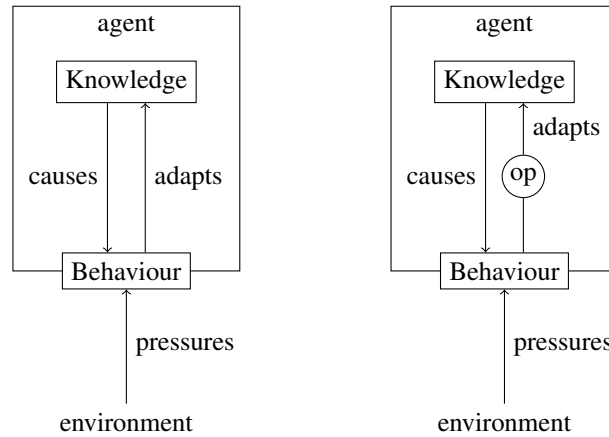 agent
Knowledge
causes
adapts
Behaviour
pressures
environment
agent
Knowledge
adapts
causes
op
Behaviour
pressures
environment